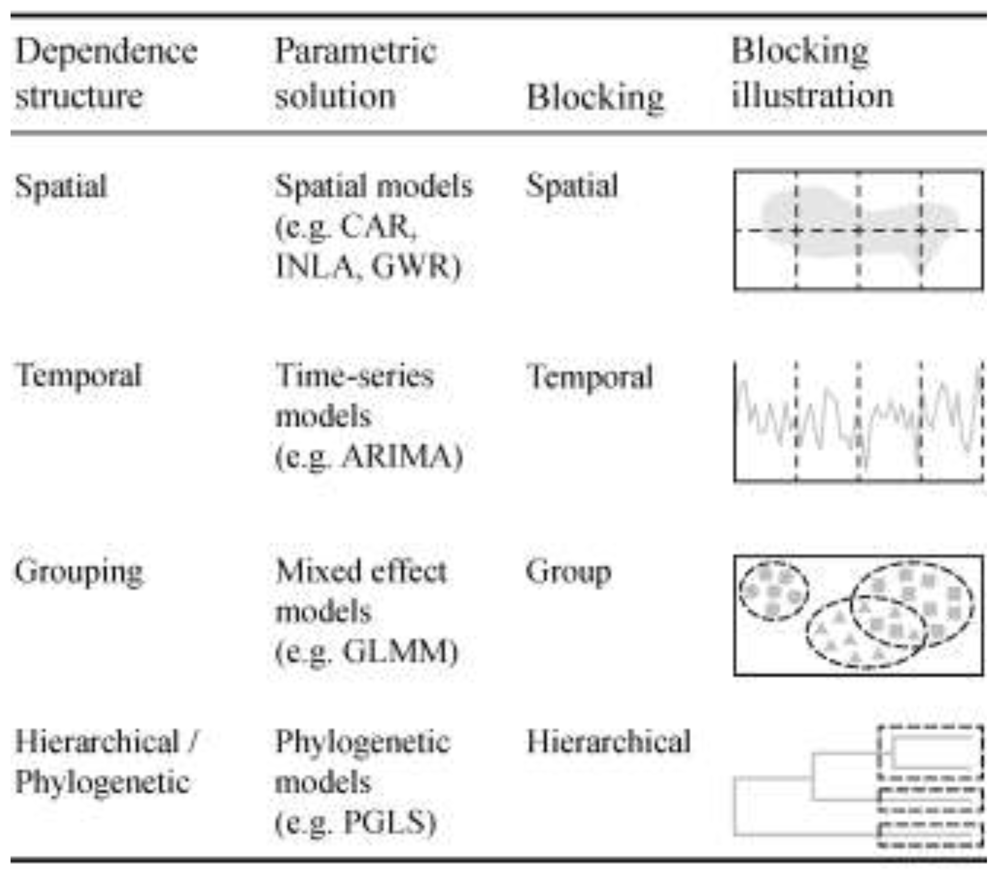 Dependence structure
Parametric solution
Blocking
Blocking illustration
Spatial
Spatial models
(e.g. CAR,
INLA, GWR)
Spatial
Temporal
Time-series
models
(e.g. ARIMA)
Temporal
Grouping
Mixed effect
models
(e.g. GLMM)
Group
Hierarchical /
Phylogenetic
Phylogenetic
models
(e.g. PGLS)
Hierarchical